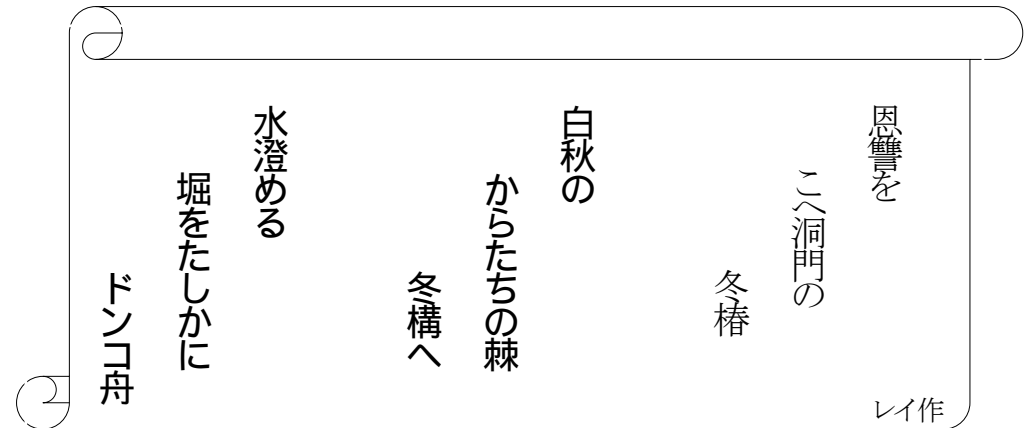 恩讐を
こへ洞門の
冬椿
白秋の
からたちの棘
冬構へ
水澄める
堀をたしかに
ドンコ舟
レイ作